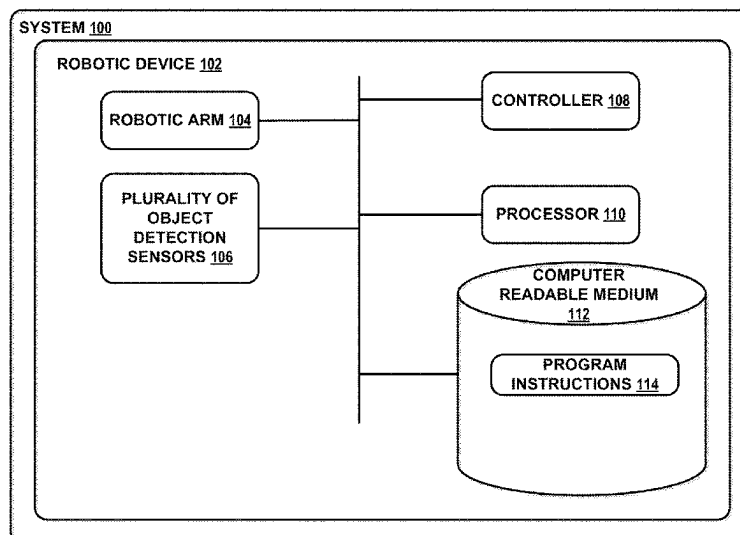 SYSTEM 100
ROBOTIC DEVICE 102
ROBOTIC ARM 104
CONTROLLER 108
PLURALITY OF
OBJECT
DETECTION
SENSORS 106
PROCESSOR 110
COMPUTER
READABLE MEDIUM
112
PROGRAM
INSTRUCTIONS 114